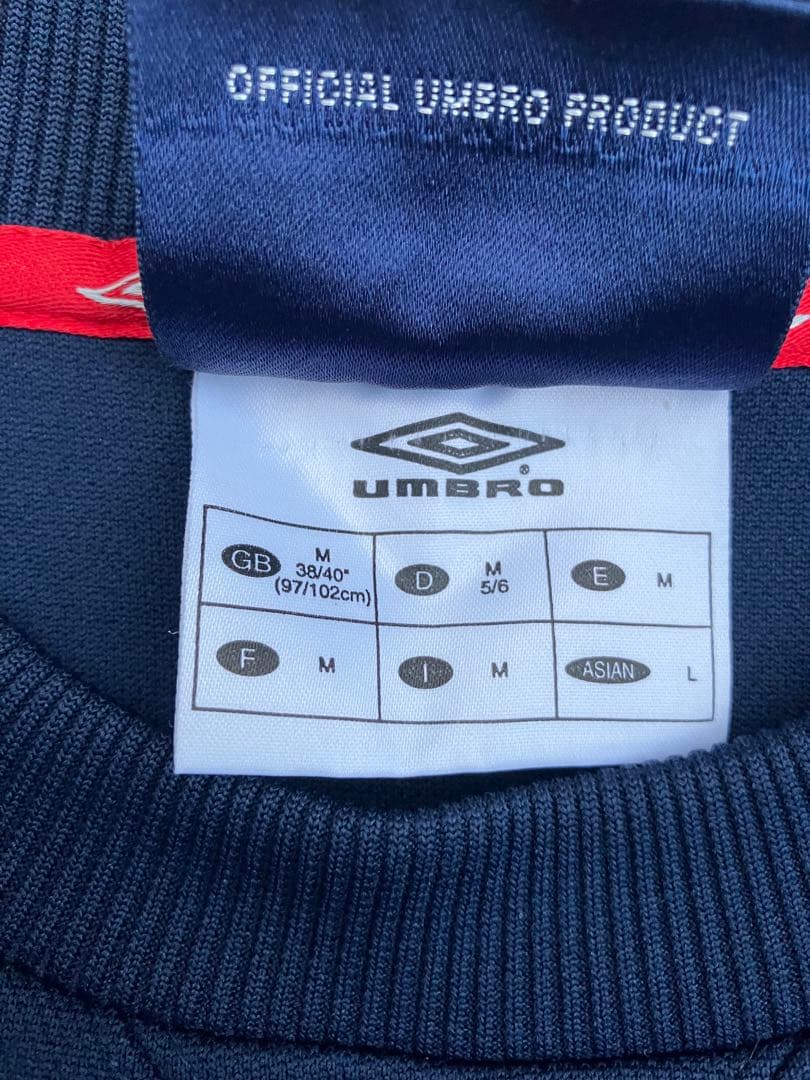 OFFICIAL UMBRO PRODUCT
UMBRO®
GB M 38/40" (97/102cm)
D M 5/6
E M
F M
I M
ASIAN L